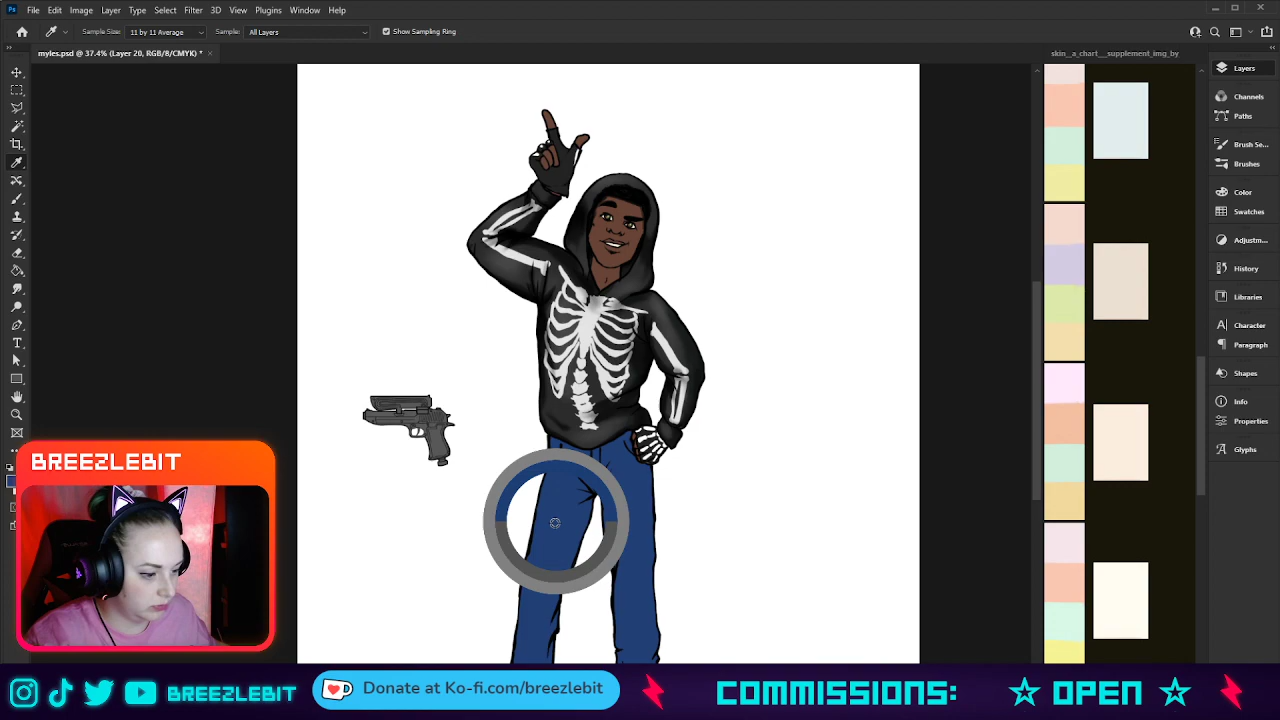 Ps File Edit Image Layer Type Select Filter 3D View Plugins Window Help
Sample Size: 11 by 11 Average Sample: All Layers Show Sampling Ring
myles.psd @ 37.4% (Layer 20, RGB/8/CMYK) * ×
skin__a_chart__supplement_img_by
Layers
Channels
Paths
Brush Se...
Brushes
Color
Swatches
Adjustm...
History
Libraries
Character
Paragraph
Shapes
Info
Properties
Glyphs
BREEZLEBIT
BREEZLEBIT Donate at Ko-fi.com/breezlebit COMMISSIONS: OPEN